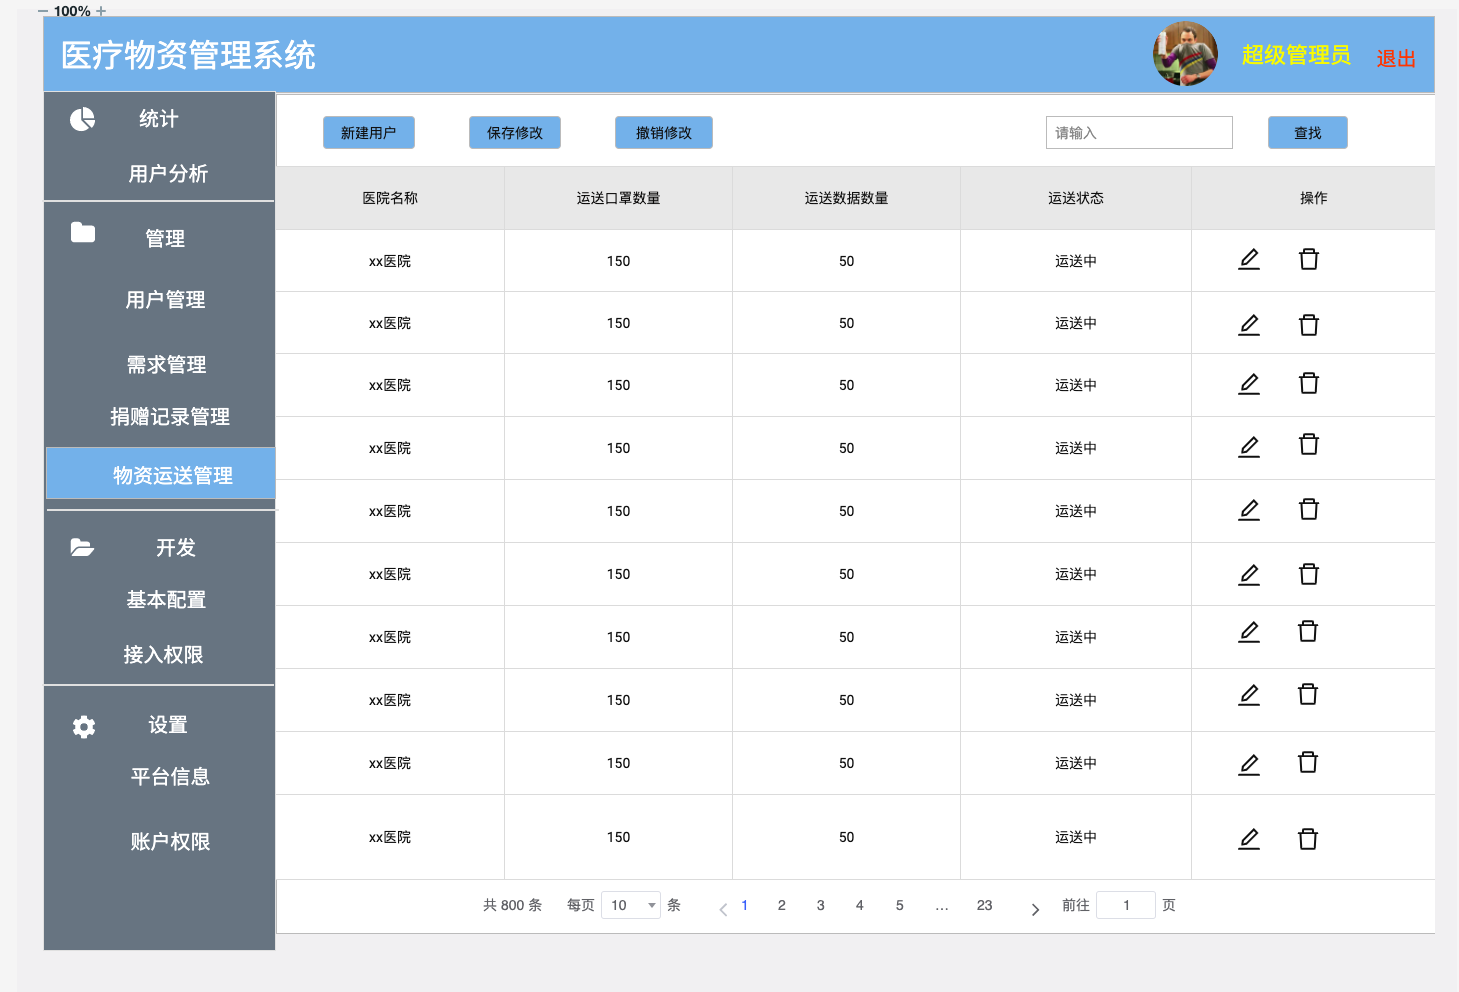 100%
医疗物资管理系统
超级管理员
退出
统计
用户分析
管理
用户管理
需求管理
捐赠记录管理
物资运送管理
开发
基本配置
接入权限
设置
平台信息
账户权限
新建用户 保存修改 撤销修改 请输入 查找
医院名称 运送口罩数量 运送数据数量 运送状态 操作
xx医院 150 50 运送中
xx医院 150 50 运送中
xx医院 150 50 运送中
xx医院 150 50 运送中
xx医院 150 50 运送中
xx医院 150 50 运送中
xx医院 150 50 运送中
xx医院 150 50 运送中
xx医院 150 50 运送中
xx医院 150 50 运送中
共 800 条 每页 10 条 1 2 3 4 5 ... 23 前往 1 页